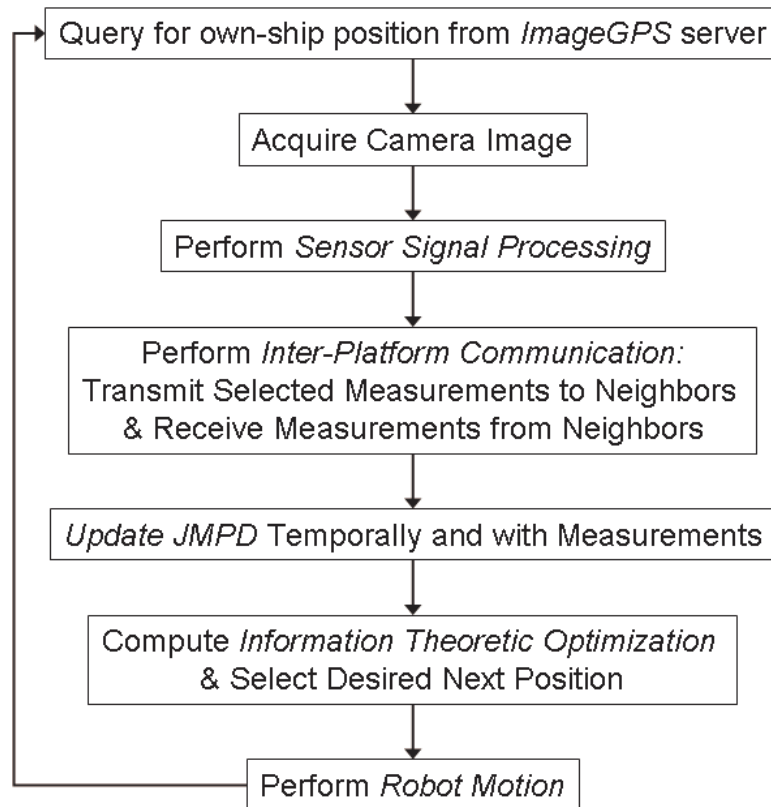 Query for own-ship position from ImageGPS server
Acquire Camera Image
Perform Sensor Signal Processing
Perform Inter-Platform Communication:
Transmit Selected Measurements to Neighbors
& Receive Measurements from Neighbors
Update JMPD Temporally and with Measurements
Compute Information Theoretic Optimization
& Select Desired Next Position
Perform Robot Motion